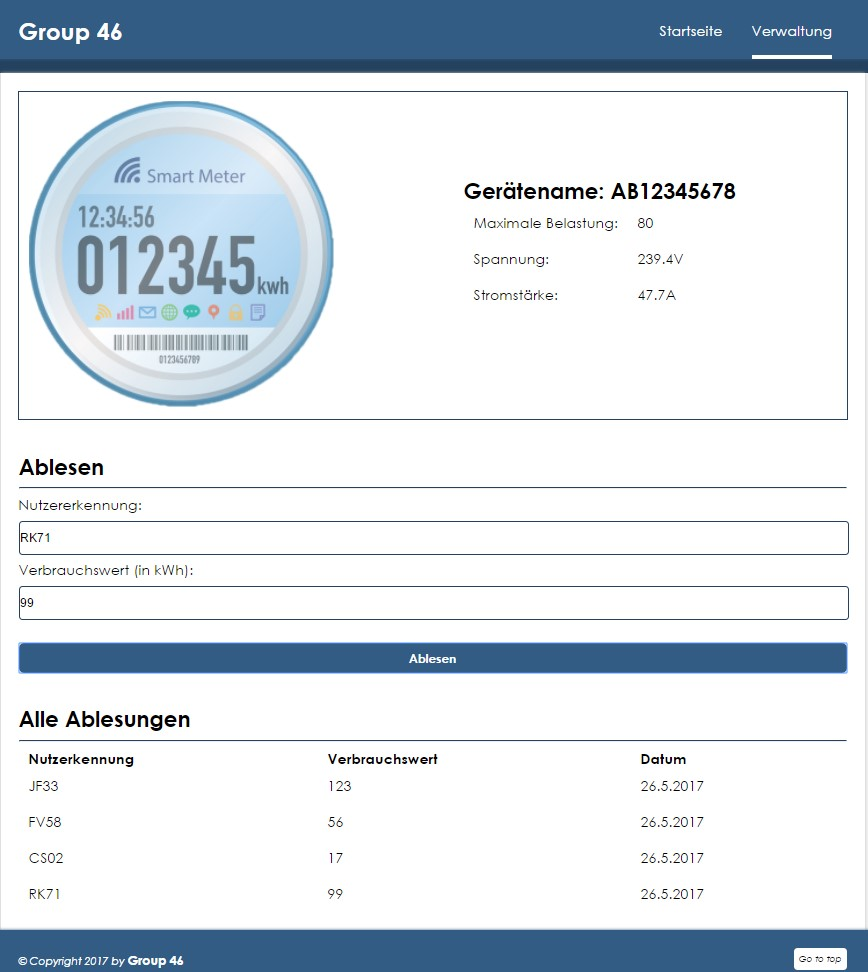 Group 46
Startseite Verwaltung
Smart Meter
12:34:56
012345kwh
0123456789
Gerätename: AB12345678
Maximale Belastung: 80
Spannung: 239.4V
Stromstärke: 47.7A
Ablesen
Nutzererkennung:
RK71
Verbrauchswert (in kWh):
99
Ablesen
Alle Ablesungen
Nutzerkennung Verbrauchswert Datum
JF33 123 26.5.2017
FV58 56 26.5.2017
CS02 17 26.5.2017
RK71 99 26.5.2017
© Copyright 2017 by Group 46
Go to top